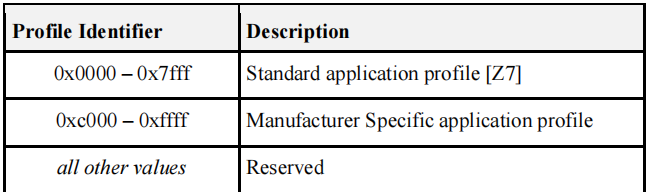 Profile Identifier Description
0x0000 – 0x7fff Standard application profile [Z7]
0xc000 – 0xffff Manufacturer Specific application profile
all other values Reserved